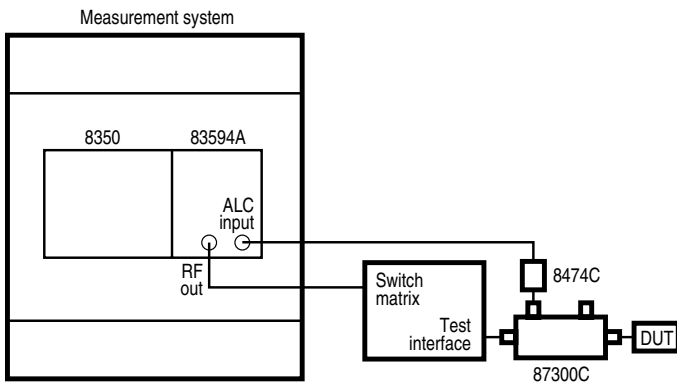 Measurement system
8350
83594A
ALC
input
RF
out
Switch
matrix
Test
interface
8474C
87300C
DUT